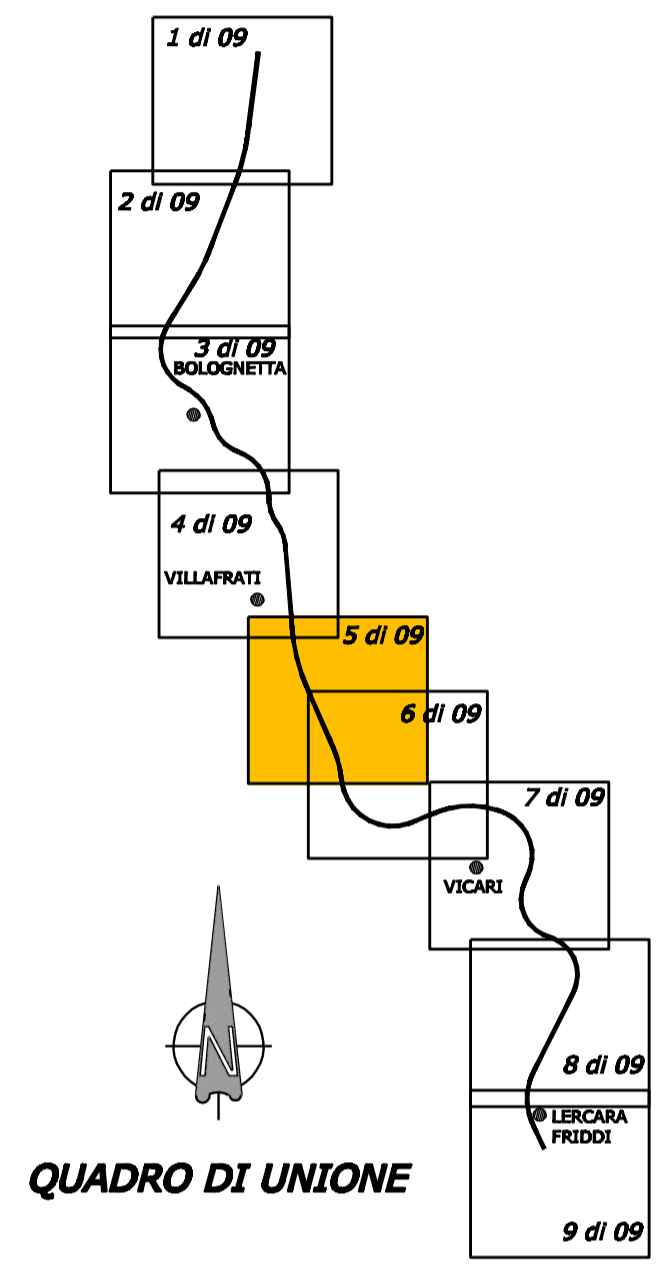 1 di 09
2 di 09
3 di 09
BOLOGNETTA
4 di 09
VILLAFRATI
5 di 09
6 di 09
7 di 09
VICARI
8 di 09
LERCARA
FRIDDI
N
QUADRO DI UNIONE
9 di 09